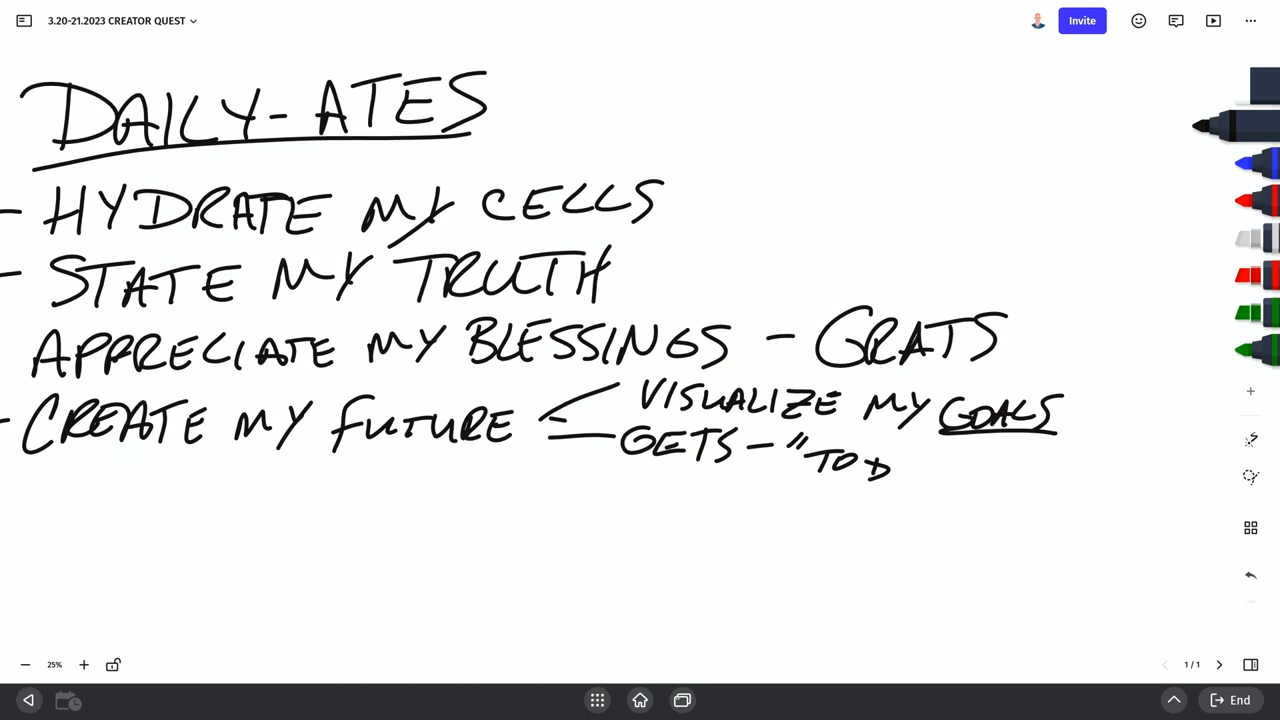 3.20-21.2023 CREATOR QUEST
Invite
DAILY-ATES
- HYDRATE MY CELLS
- STATE MY TRUTH
APPRECIATE MY BLESSINGS - GRATS
- CREATE MY FUTURE
VISUALIZE MY GOALS
GETS - "TO D
25%
1/1
End